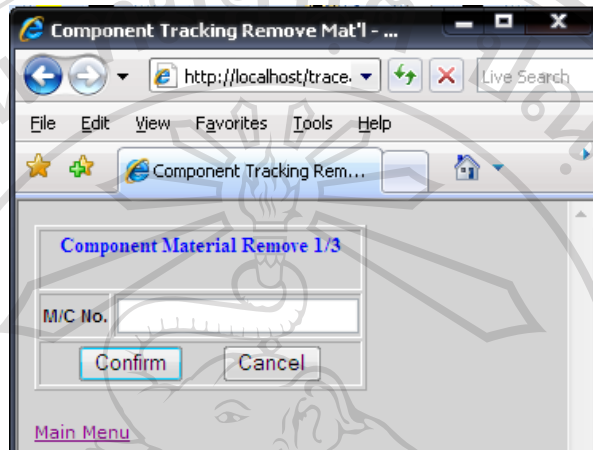 Component Tracking Remove Mat'l - ...
http://localhost/trace.
Live Search
File Edit View Favorites Tools Help
Component Tracking Rem...
Component Material Remove 1/3
M/C No.
Confirm Cancel
Main Menu